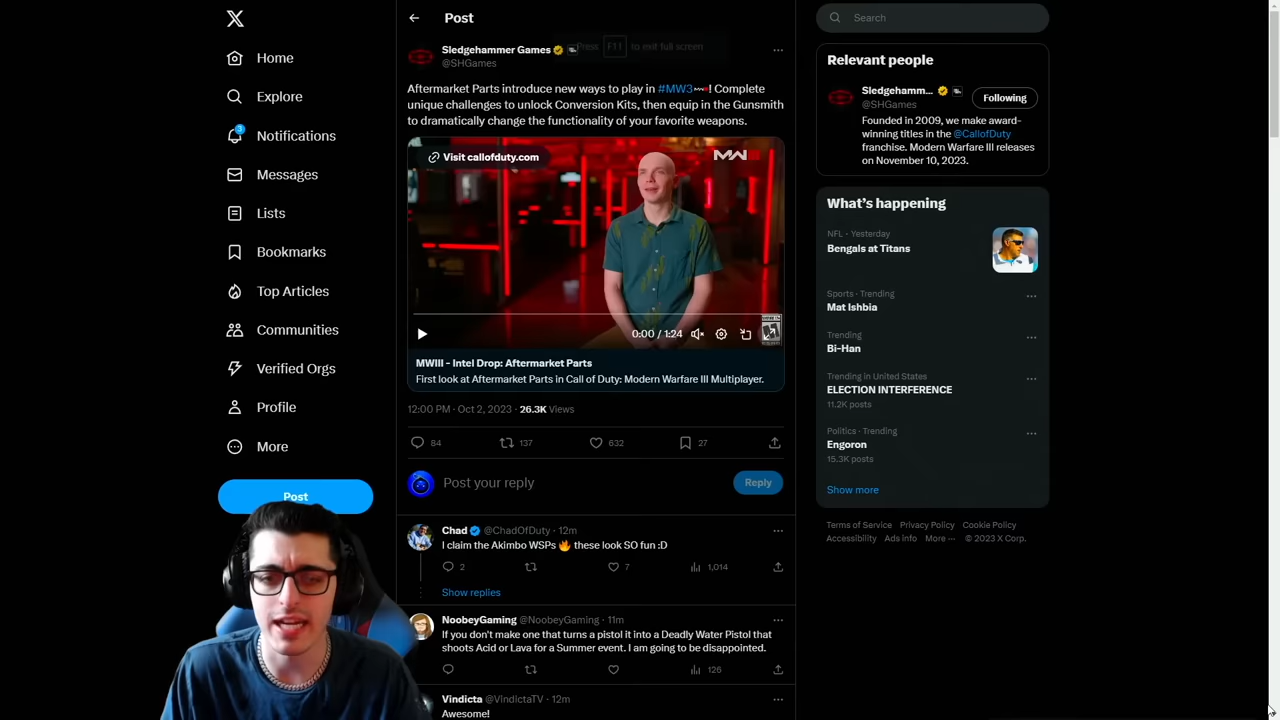 Home
Explore
3
Notifications
Messages
Lists
Bookmarks
Top Articles
Communities
Verified Orgs
Profile
More
Post
Post
Press F11 to exit full screen
Sledgehammer Games
@SHGames
Aftermarket Parts introduce new ways to play in #MW3! Complete
unique challenges to unlock Conversion Kits, then equip in the Gunsmith
to dramatically change the functionality of your favorite weapons.
Visit callofduty.com
MW
0:00 / 1:24
MWIII - Intel Drop: Aftermarket Parts
First look at Aftermarket Parts in Call of Duty: Modern Warfare III Multiplayer.
12:00 PM · Oct 2, 2023 · 26.3K Views
84 137 632 27
Post your reply
Reply
Chad @ChadOfDuty · 12m
I claim the Akimbo WSPs 🔥 these look SO fun :D
2 7 1,014
Show replies
NoobeyGaming @NoobeyGaming · 11m
If you don't make one that turns a pistol it into a Deadly Water Pistol that
shoots Acid or Lava for a Summer event. I am going to be disappointed.
126
Vindicta @VindictaTV · 12m
Awesome!
Search
Relevant people
Sledgehamm...
@SHGames
Following
Founded in 2009, we make award-
winning titles in the @CallofDuty
franchise. Modern Warfare III releases
on November 10, 2023.
What's happening
NFL · Yesterday
Bengals at Titans
Sports · Trending
Mat Ishbia
Trending
Bi-Han
Trending in United States
ELECTION INTERFERENCE
11.2K posts
Politics · Trending
Engoron
15.3K posts
Show more
Terms of Service Privacy Policy Cookie Policy
Accessibility Ads info More ... © 2023 X Corp.